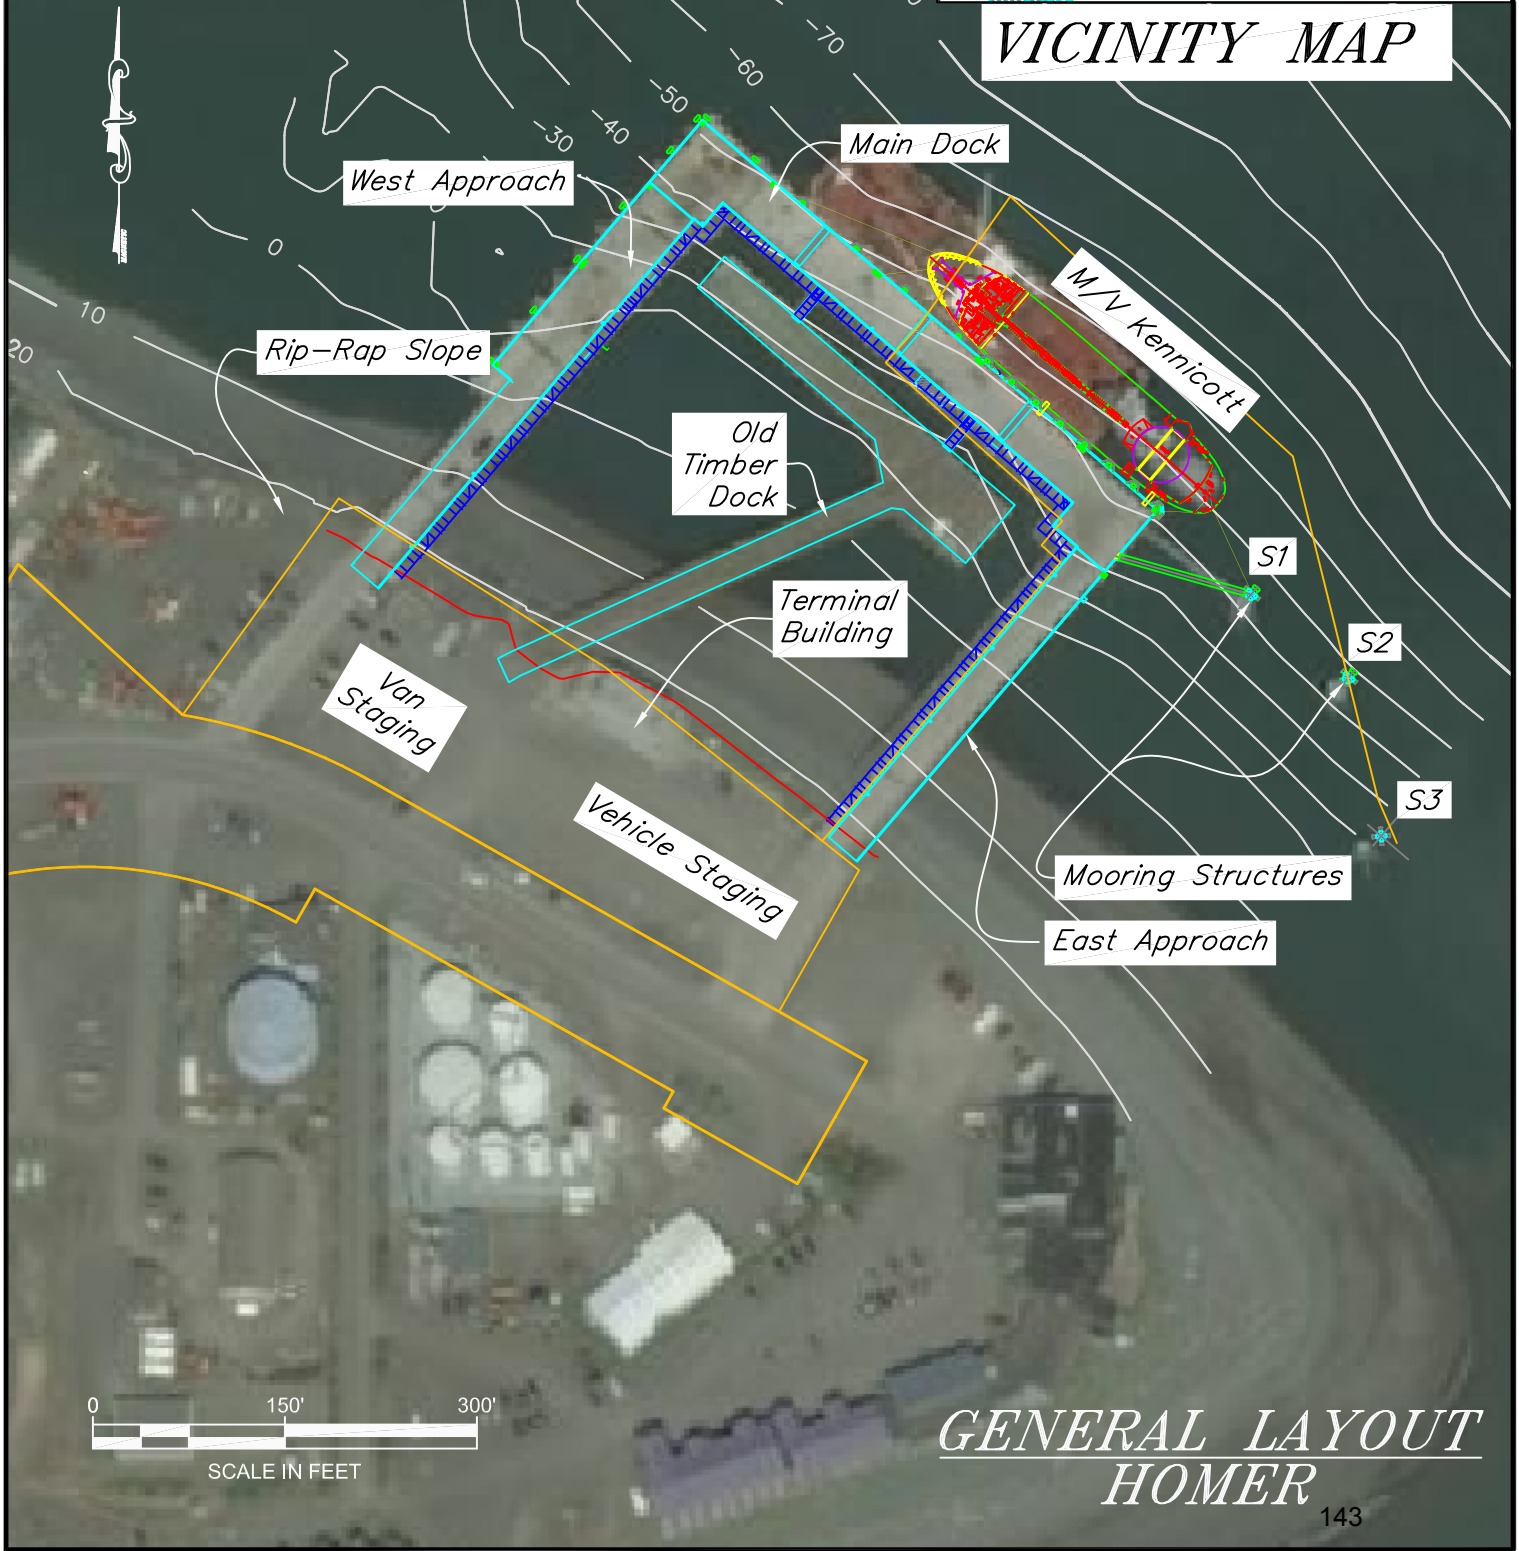 VICINITY MAP
-70
-60
-50
-40
-30
Main Dock
West Approach
0
0
10
20
Rip-Rap Slope
M/V Kennicott
Old
Timber
Dock
S1
Terminal
Building
S2
Van
Staging
S3
Vehicle Staging
Mooring Structures
East Approach
0 150' 300'
SCALE IN FEET
GENERAL LAYOUT
HOMER
143